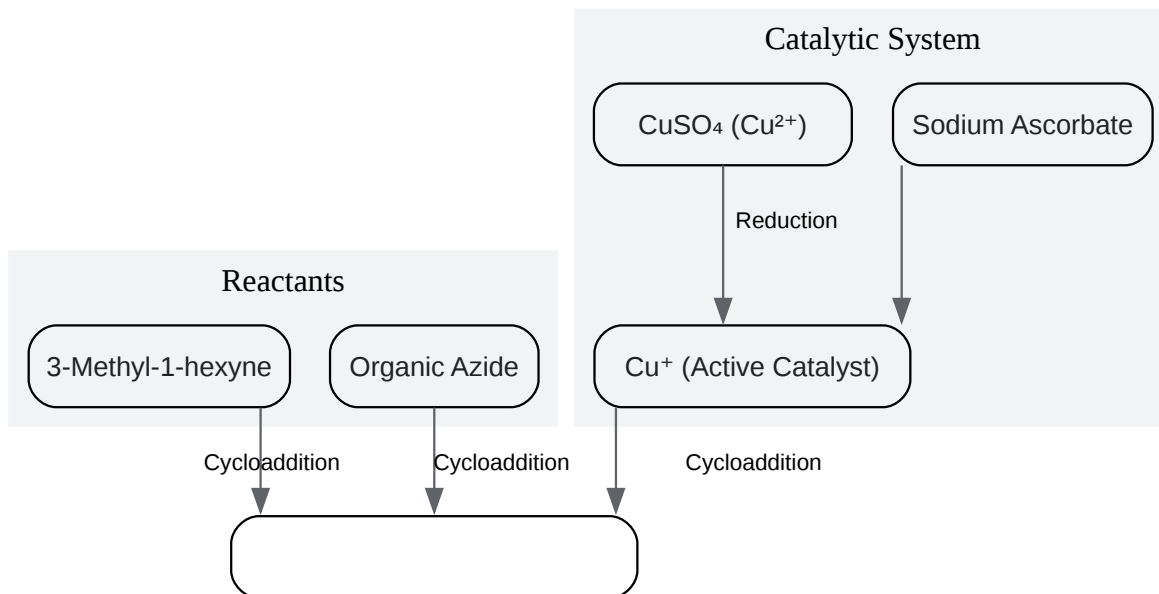 Catalytic System
CuSO₄ (Cu²⁺)
Sodium Ascorbate
Reduction
Reactants
3-Methyl-1-hexyne
Organic Azide
Cu⁺ (Active Catalyst)
Cycloaddition
Cycloaddition
Cycloaddition